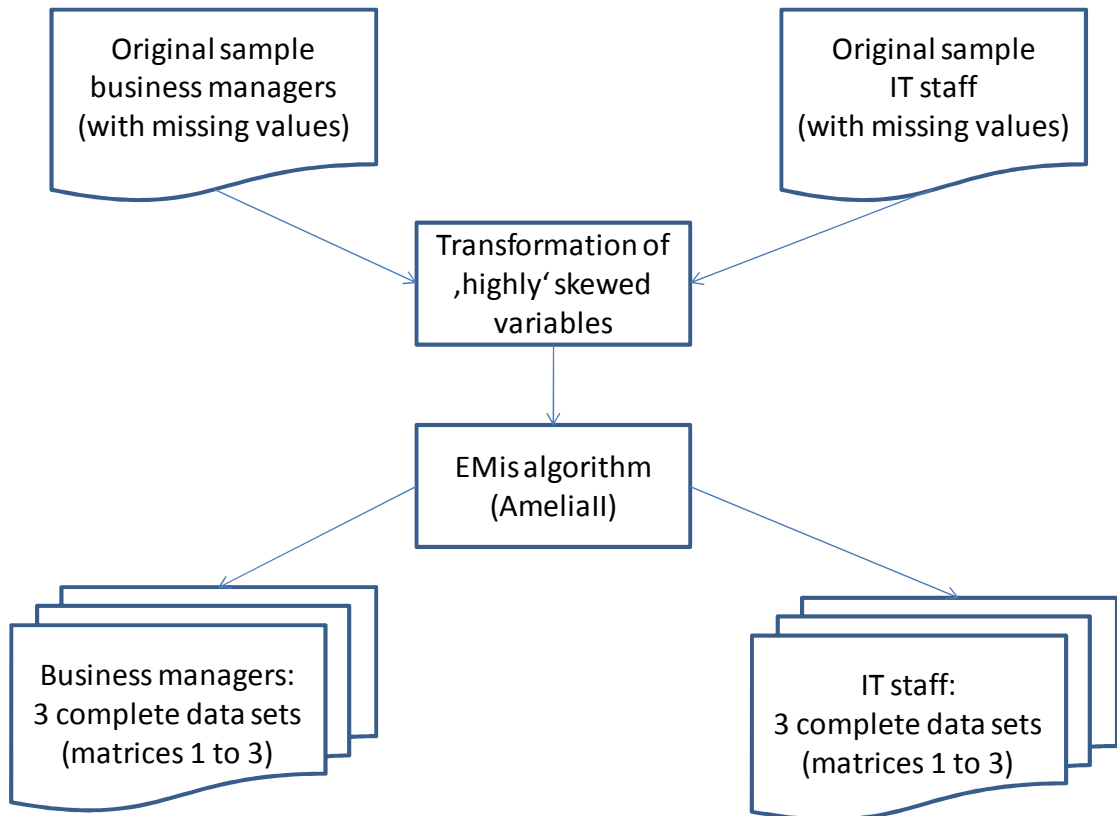 Original sample
business managers
(with missing values)
Original sample
IT staff
(with missing values)
Transformation of
‚highly‘ skewed
variables
EMis algorithm
(AmeliaII)
Business managers:
3 complete data sets
(matrices 1 to 3)
IT staff:
3 complete data sets
(matrices 1 to 3)